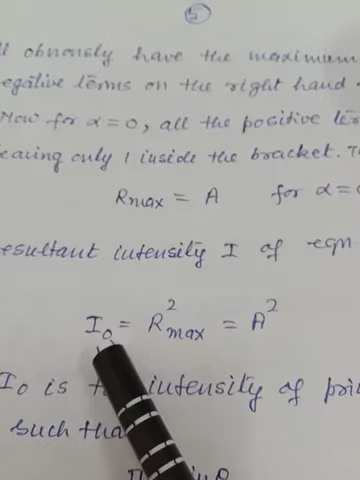 5
obviously have the maximum
negative terms on the right hand
Now for α=0, all the positive
leaving only 1 inside the bracket.
Rmax = A for α=0
resultant intensity I of eqn
I₀ = R²max = A²
I₀ is the intensity of
such that